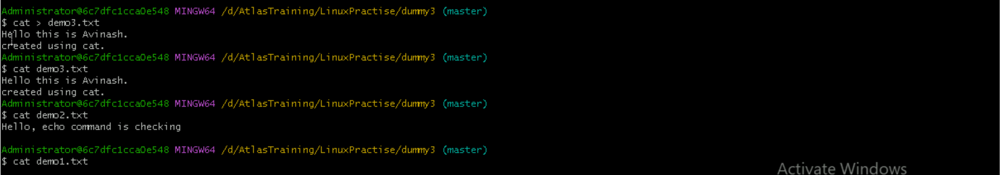 Administrator@6c7dfc1cca0e548 MINGW64 /d/AtlasTraining/LinuxPractise/dummy3 (master)
$ cat > demo3.txt
Hello this is Avinash.
created using cat.
Administrator@6c7dfc1cca0e548 MINGW64 /d/AtlasTraining/LinuxPractise/dummy3 (master)
$ cat demo3.txt
Hello this is Avinash.
created using cat.
Administrator@6c7dfc1cca0e548 MINGW64 /d/AtlasTraining/LinuxPractise/dummy3 (master)
$ cat demo2.txt
Hello, echo command is checking
Administrator@6c7dfc1cca0e548 MINGW64 /d/AtlasTraining/LinuxPractise/dummy3 (master)
$ cat demo1.txt
Activate Windows